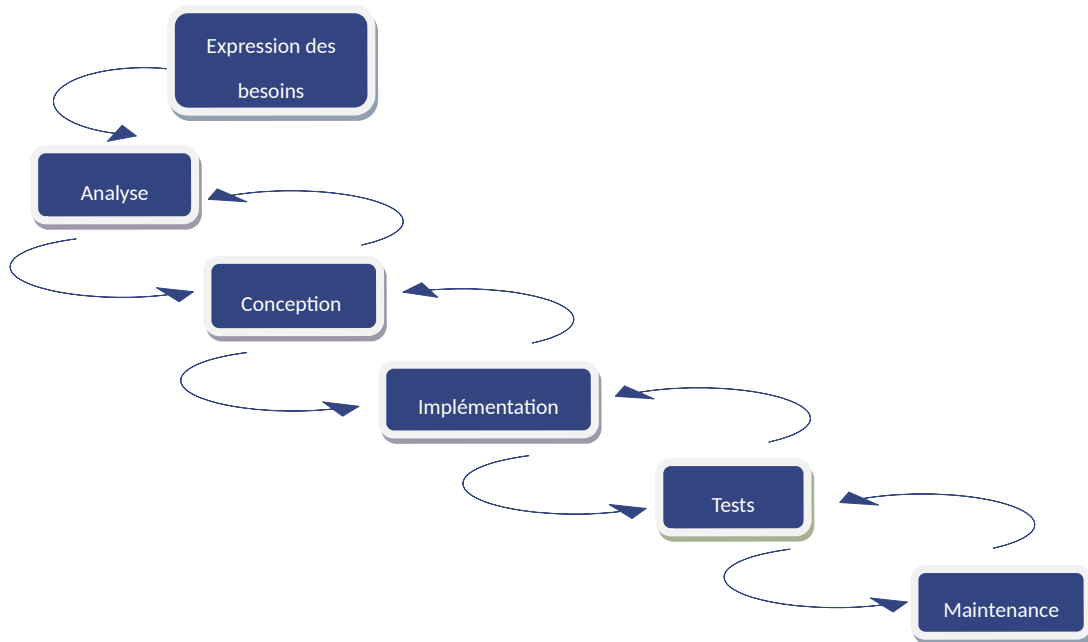 Expression des
besoins
Analyse
Conception
Implémentation
Tests
Maintenance